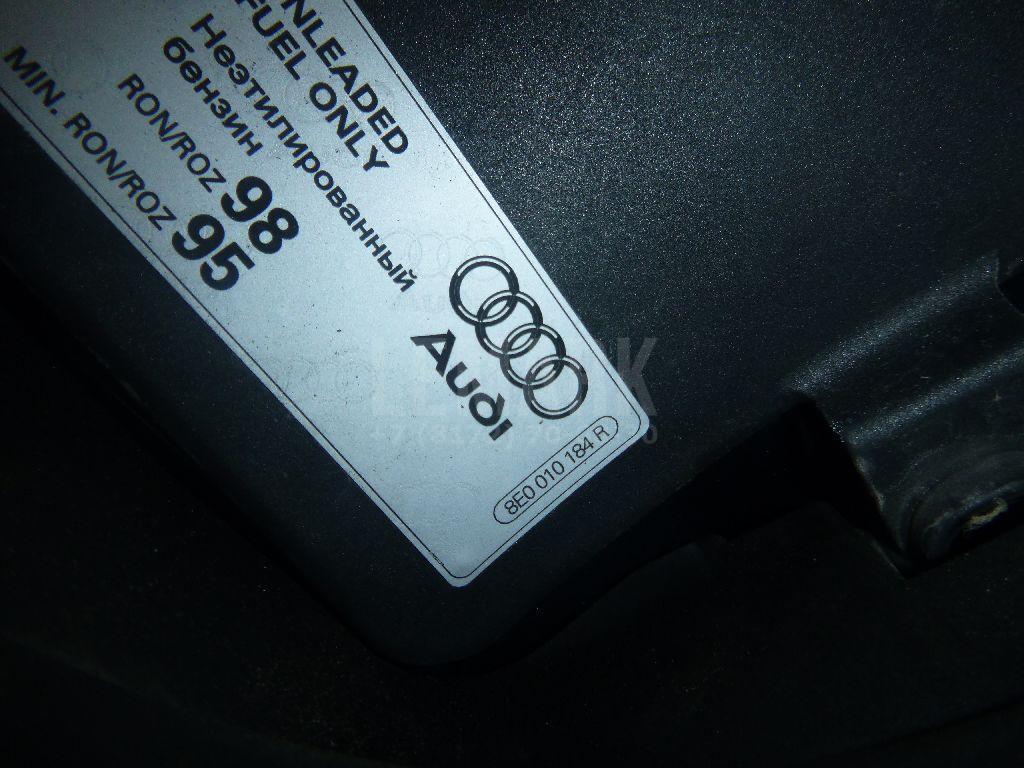 NLEADED
FUEL ONLY
Неэтилированный
бензин
RON/ROZ 98
MIN. RON/ROZ 95
Audi
8E0 010 184 R